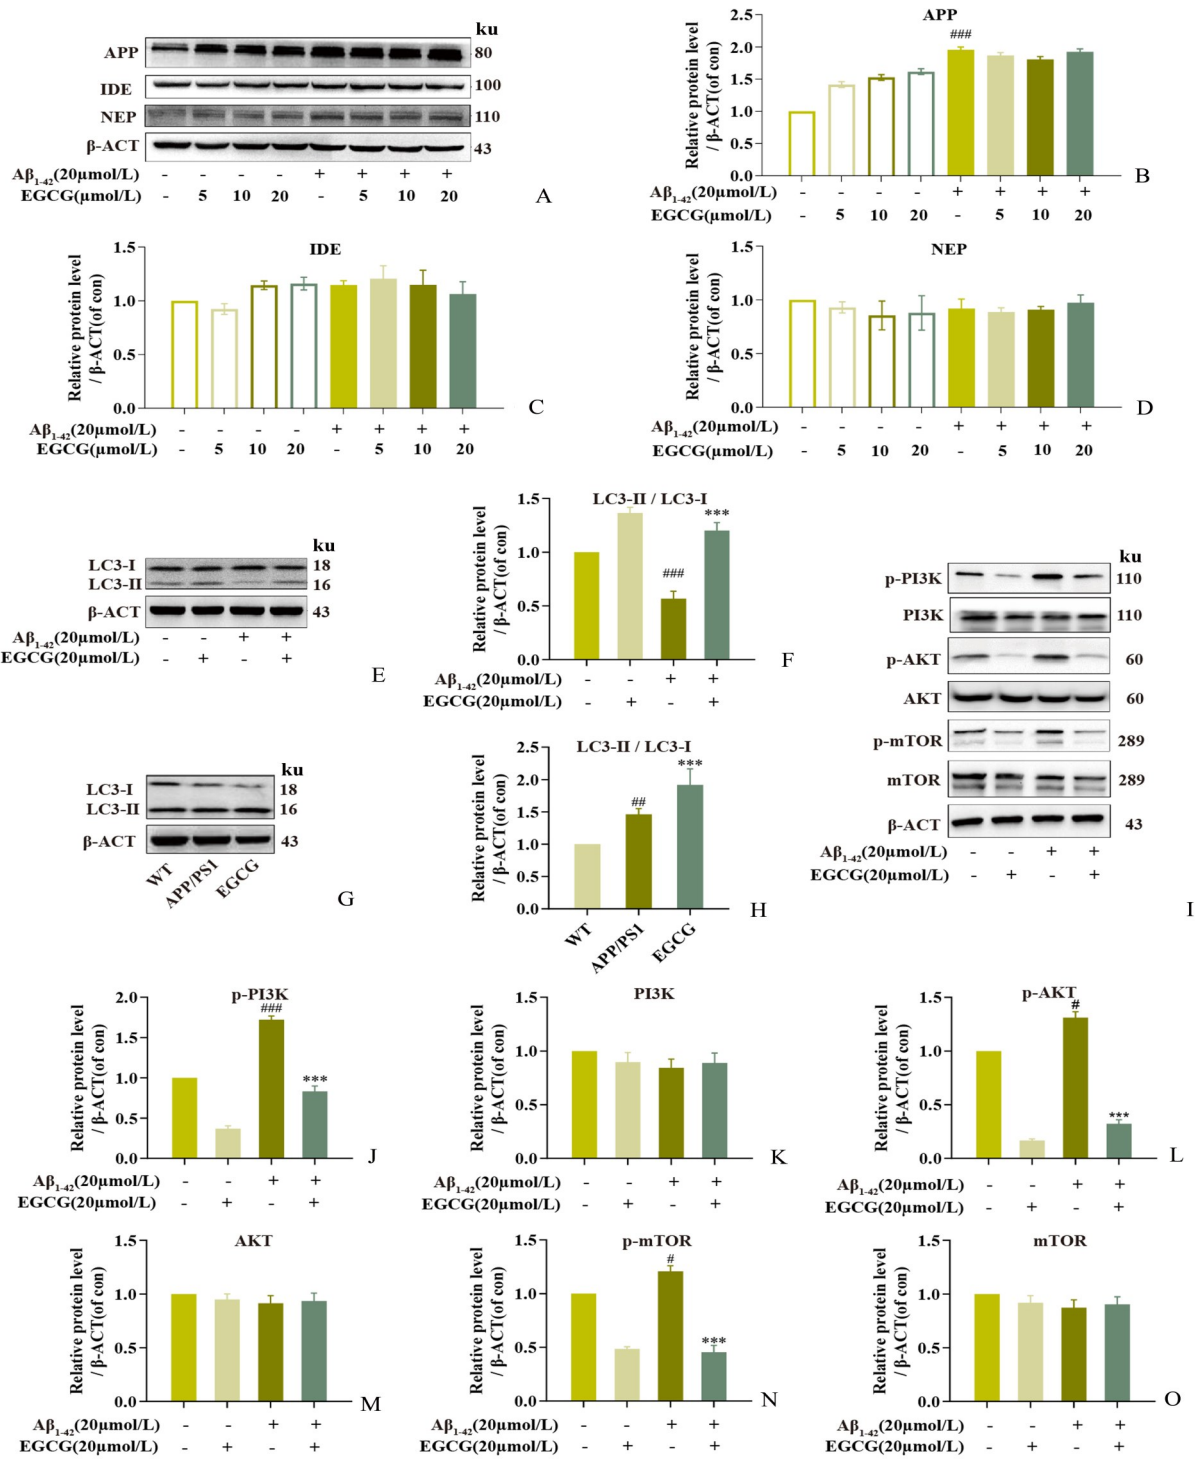 ku
APP
80
IDE
100
NEP
110
β-ACT
43
Aβ1-42(20μmol/L) - - - - + + + +
EGCG(μmol/L) - 5 10 20 - 5 10 20
A
APP
Relative protein level
/ β-ACT(of con)
2.5
2.0
1.5
1.0
0.5
0.0
###
Aβ1-42(20μmol/L) - - - - + + + +
EGCG(μmol/L) - 5 10 20 - 5 10 20
B
IDE
Relative protein level
/ β-ACT(of con)
1.5
1.0
0.5
0.0
Aβ1-42(20μmol/L) - - - - + + + +
EGCG(μmol/L) - 5 10 20 - 5 10 20
C
NEP
Relative protein level
/ β-ACT(of con)
1.5
1.0
0.5
0.0
Aβ1-42(20μmol/L) - - - - + + + +
EGCG(μmol/L) - 5 10 20 - 5 10 20
D
ku
LC3-I 18
LC3-II 16
β-ACT 43
Aβ1-42(20μmol/L) - - + +
EGCG(20μmol/L) - + - +
E
LC3-II / LC3-I
Relative protein level
/ β-ACT(of con)
1.5
1.0
0.5
0.0
###
***
Aβ1-42(20μmol/L) - - + +
EGCG(20μmol/L) - + - +
F
ku
LC3-I 18
LC3-II 16
β-ACT 43
WT
APP/PS1
EGCG
G
LC3-II / LC3-I
Relative protein level
/ β-ACT(of con)
2.5
2.0
1.5
1.0
0.5
0.0
##
***
WT
APP/PS1
EGCG
H
ku
p-PI3K 110
PI3K 110
p-AKT 60
AKT 60
p-mTOR 289
mTOR 289
β-ACT 43
Aβ1-42(20μmol/L) - - + +
EGCG(20μmol/L) - + - +
I
p-PI3K
Relative protein level
/ β-ACT(of con)
2.0
1.5
1.0
0.5
0.0
###
***
Aβ1-42(20μmol/L) - - + +
EGCG(20μmol/L) - + - +
J
PI3K
Relative protein level
/ β-ACT(of con)
1.5
1.0
0.5
0.0
Aβ1-42(20μmol/L) - - + +
EGCG(20μmol/L) - + - +
K
p-AKT
Relative protein level
/ β-ACT(of con)
1.5
1.0
0.5
0.0
#
***
Aβ1-42(20μmol/L) - - + +
EGCG(20μmol/L) - + - +
L
AKT
Relative protein level
/ β-ACT(of con)
1.5
1.0
0.5
0.0
Aβ1-42(20μmol/L) - - + +
EGCG(20μmol/L) - + - +
M
p-mTOR
Relative protein level
/ β-ACT(of con)
1.5
1.0
0.5
0.0
#
***
Aβ1-42(20μmol/L) - - + +
EGCG(20μmol/L) - + - +
N
mTOR
Relative protein level
/ β-ACT(of con)
1.5
1.0
0.5
0.0
Aβ1-42(20μmol/L) - - + +
EGCG(20μmol/L) - + - +
O